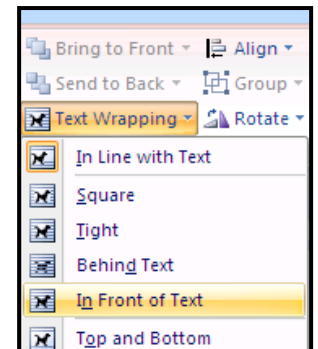 Bring to Front Align
Send to Back Group
Text Wrapping Rotate
In Line with Text
Square
Tight
Behind Text
In Front of Text
Top and Bottom